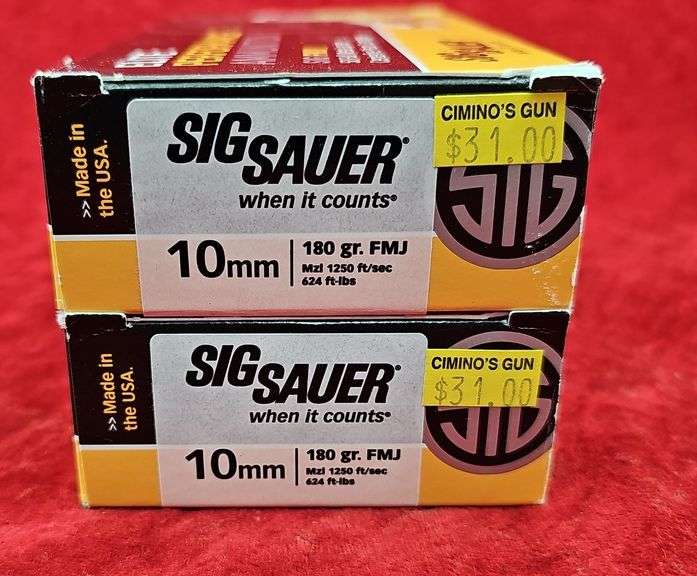 >> Made in
the USA.
SIG SAUER
when it counts
10mm
180 gr. FMJ
Mzl 1250 ft/sec
624 ft-lbs
CIMINO'S GUN
$31.00
SIG
>> Made in
the USA.
SIG SAUER
when it counts
10mm
180 gr. FMJ
Mzl 1250 ft/sec
624 ft-lbs
CIMINO'S GUN
$31.00
SIG